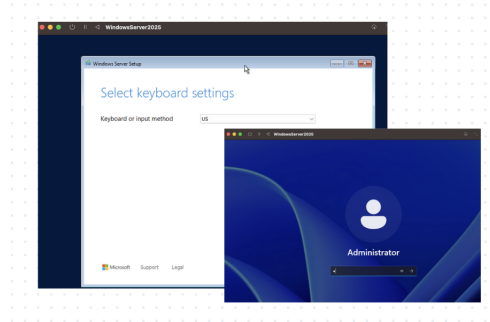 WindowsServer2025
Windows Server Setup
Select keyboard settings
Keyboard or input method
US
Microsoft Support Legal
WindowsServer2025
Administrator